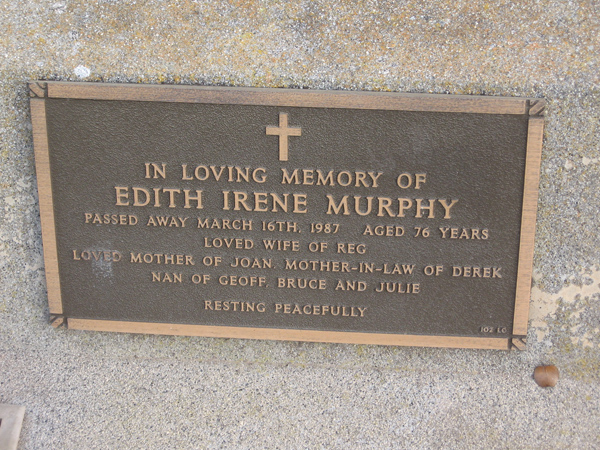 IN LOVING MEMORY OF
EDITH IRENE MURPHY
PASSED AWAY MARCH 16TH, 1987 AGED 76 YEARS
LOVED WIFE OF REG
LOVED MOTHER OF JOAN, MOTHER-IN-LAW OF DEREK
NAN OF GEOFF, BRUCE AND JULIE
RESTING PEACEFULLY